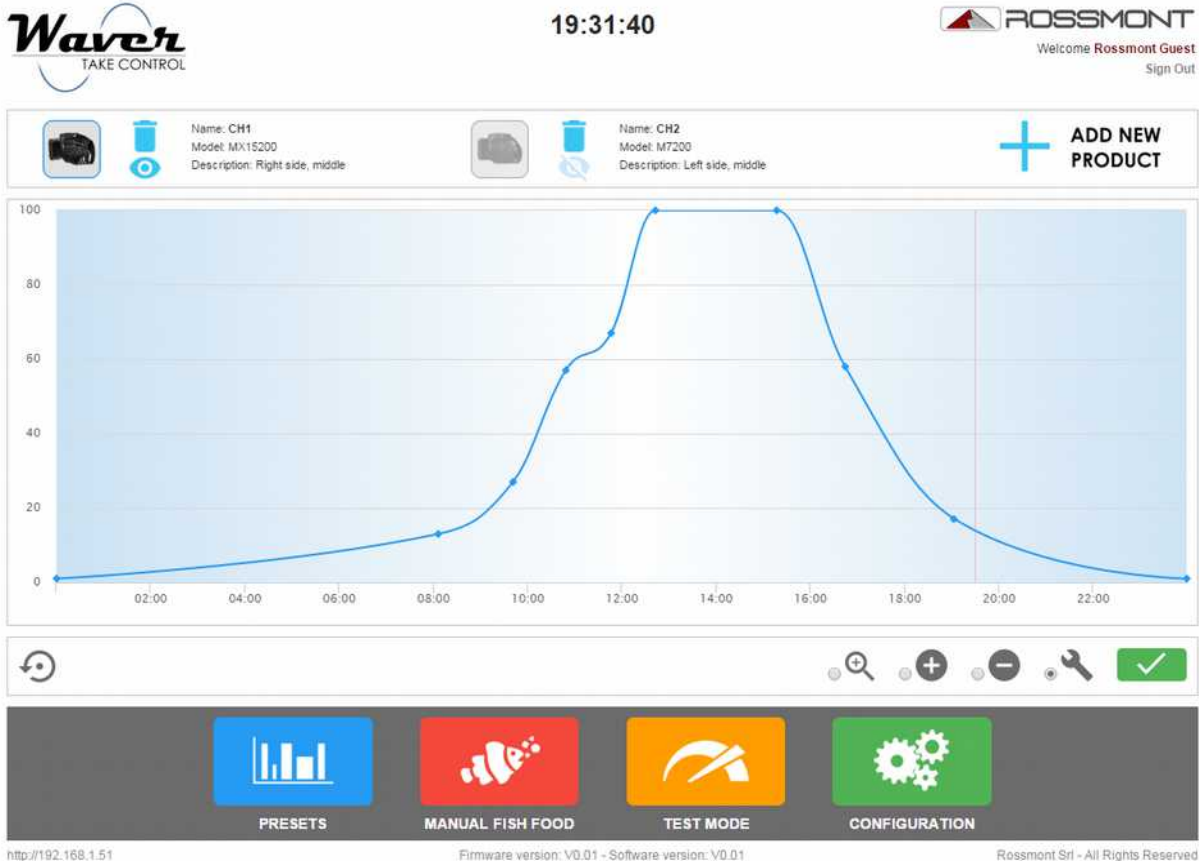 Waver
TAKE CONTROL
19:31:40
ROSSMONT
Welcome Rossmont Guest
Sign Out
Name: CH1
Model: MX15200
Description: Right side, middle
Name: CH2
Model: M7200
Description: Left side, middle
ADD NEW
PRODUCT
100
80
60
40
20
0
02:00 04:00 06:00 08:00 10:00 12:00 14:00 16:00 18:00 20:00 22:00
PRESETS MANUAL FISH FOOD TEST MODE CONFIGURATION
http://192.168.1.51 Firmware version: V0.01 - Software version: V0.01 Rossmont Srl - All Rights Reserved